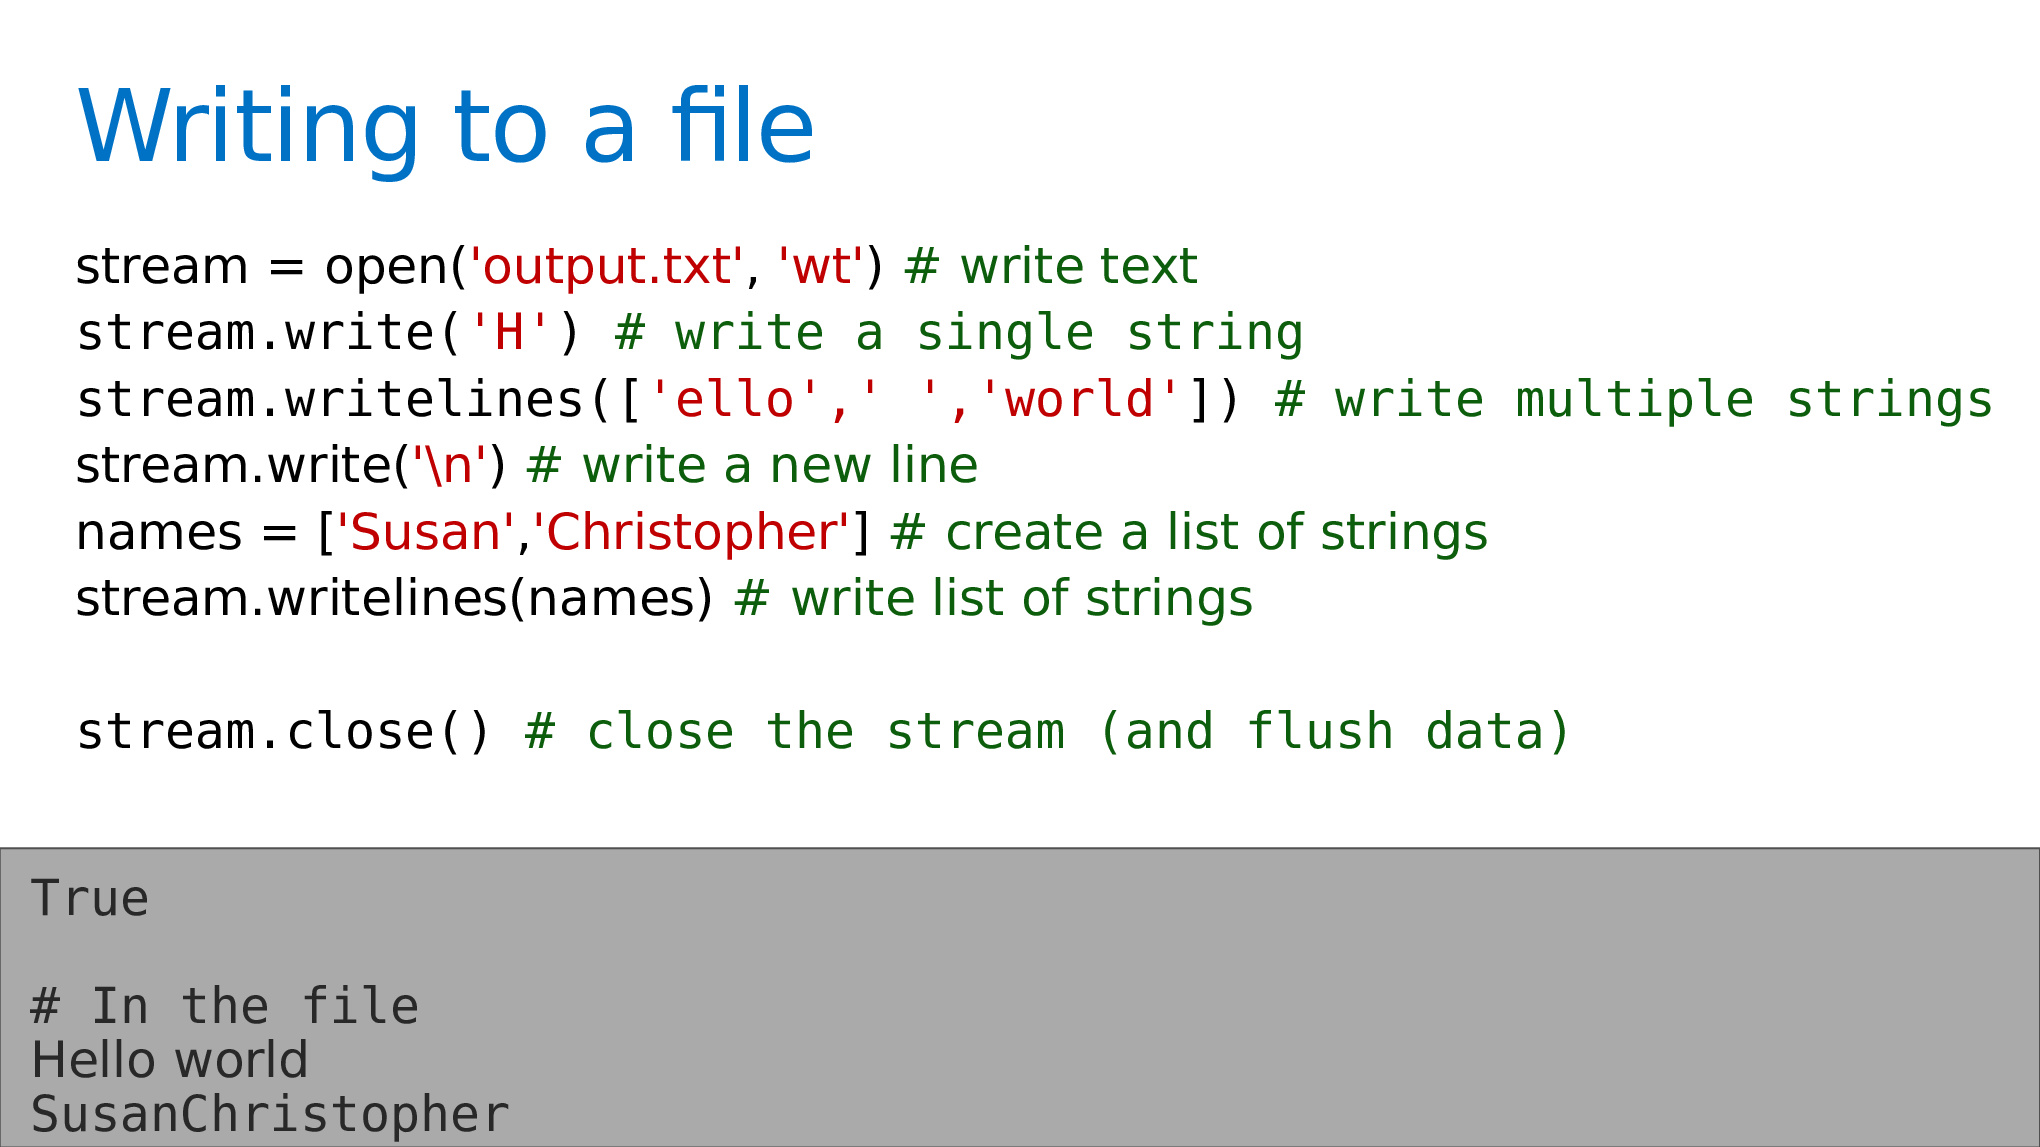 Writing to a file
stream = open('output.txt', 'wt') # write text
stream.write('H') # write a single string
stream.writelines(['ello',' ','world']) # write multiple strings
stream.write('\n') # write a new line
names = ['Susan','Christopher'] # create a list of strings
stream.writelines(names) # write list of strings
stream.close() # close the stream (and flush data)
True
# In the file
Hello world
SusanChristopher